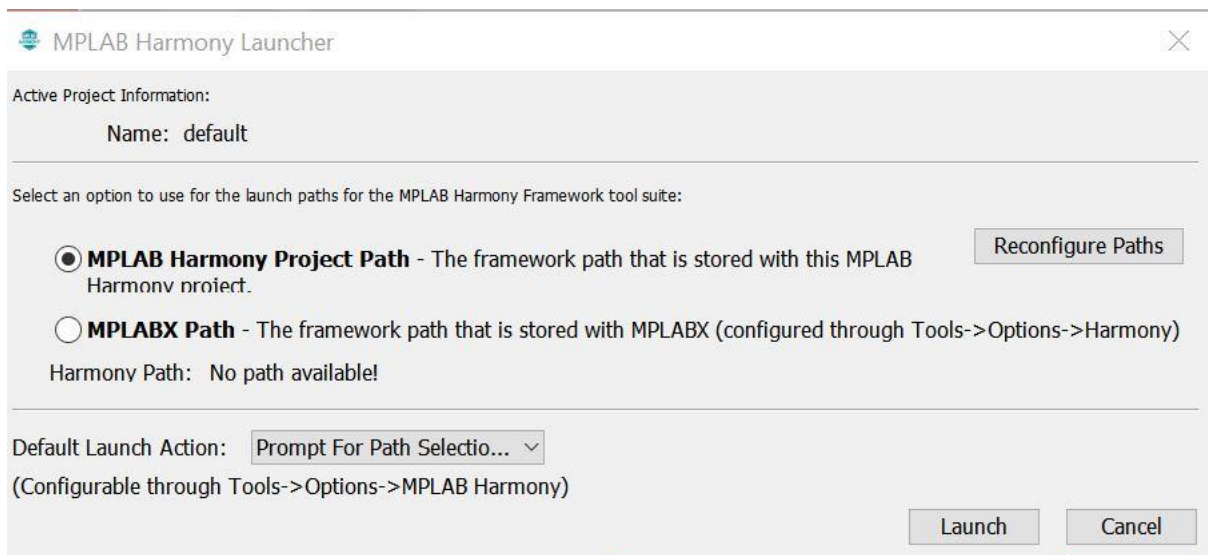 MPLAB Harmony Launcher
Active Project Information:
Name: default
Select an option to use for the launch paths for the MPLAB Harmony Framework tool suite:
Reconfigure Paths
MPLAB Harmony Project Path - The framework path that is stored with this MPLAB
Harmony project.
MPLABX Path - The framework path that is stored with MPLABX (configured through Tools->Options->Harmony)
Harmony Path: No path available!
Default Launch Action: Prompt For Path Selectio...
(Configurable through Tools->Options->MPLAB Harmony)
Launch Cancel